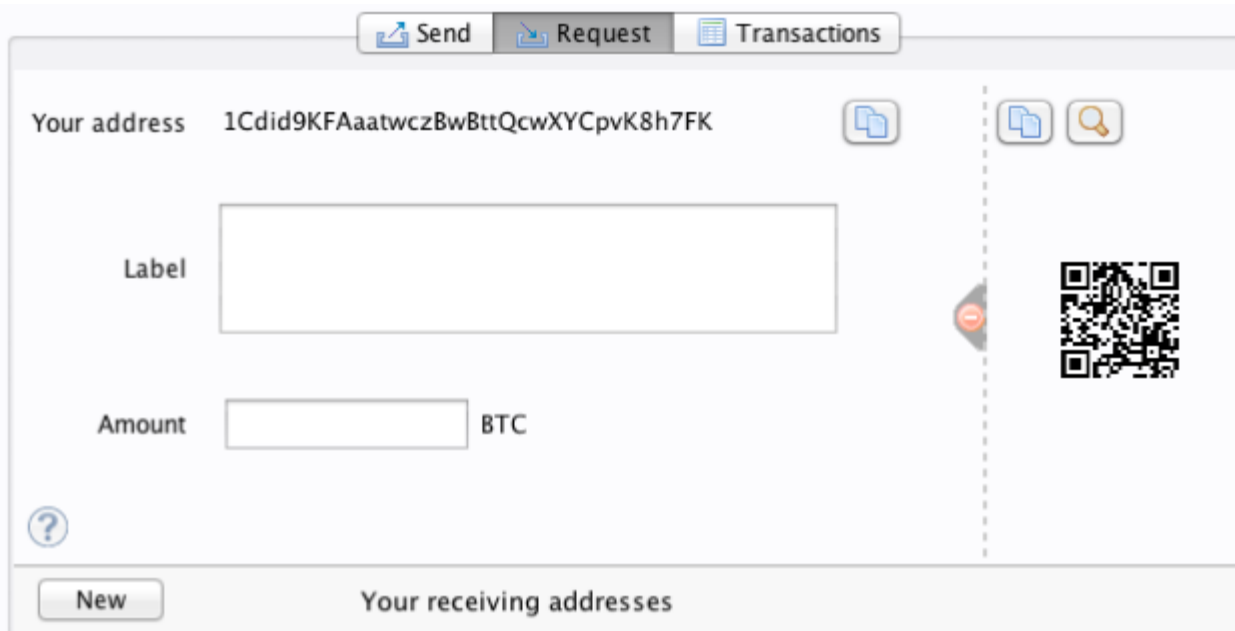 Send Request Transactions
Your address 1Cdid9KFAaatwczBwBttQcwXYCpvK8h7FK
Label
Amount BTC
?
New Your receiving addresses